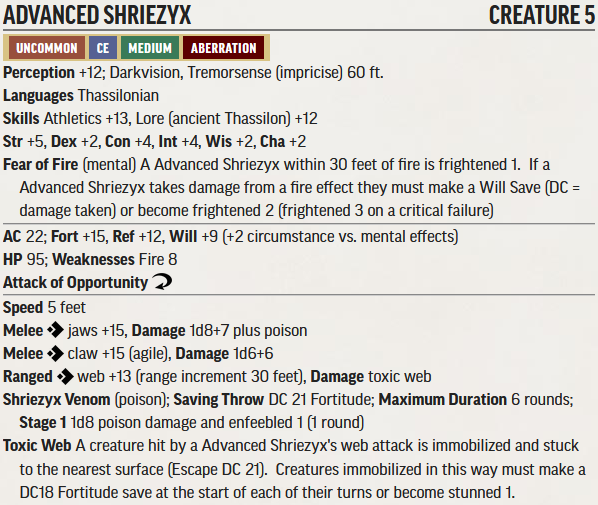 ADVANCED SHRIEZYX CREATURE 5
UNCOMMON CE MEDIUM ABERRATION
Perception +12; Darkvision, Tremorsense (impricise) 60 ft.
Languages Thassilonian
Skills Athletics +13, Lore (ancient Thassilon) +12
Str +5, Dex +2, Con +4, Int +4, Wis +2, Cha +2
Fear of Fire (mental) A Advanced Shriezyx within 30 feet of fire is frightened 1. If a
Advanced Shriezyx takes damage from a fire effect they must make a Will Save (DC =
damage taken) or become frightened 2 (frightened 3 on a critical failure)
AC 22; Fort +15, Ref +12, Will +9 (+2 circumstance vs. mental effects)
HP 95; Weaknesses Fire 8
Attack of Opportunity
Speed 5 feet
Melee jaws +15, Damage 1d8+7 plus poison
Melee claw +15 (agile), Damage 1d6+6
Ranged web +13 (range increment 30 feet), Damage toxic web
Shriezyx Venom (poison); Saving Throw DC 21 Fortitude; Maximum Duration 6 rounds;
Stage 1 1d8 poison damage and enfeebled 1 (1 round)
Toxic Web A creature hit by a Advanced Shriezyx's web attack is immobilized and stuck
to the nearest surface (Escape DC 21). Creatures immobilized in this way must make a
DC18 Fortitude save at the start of each of their turns or become stunned 1.